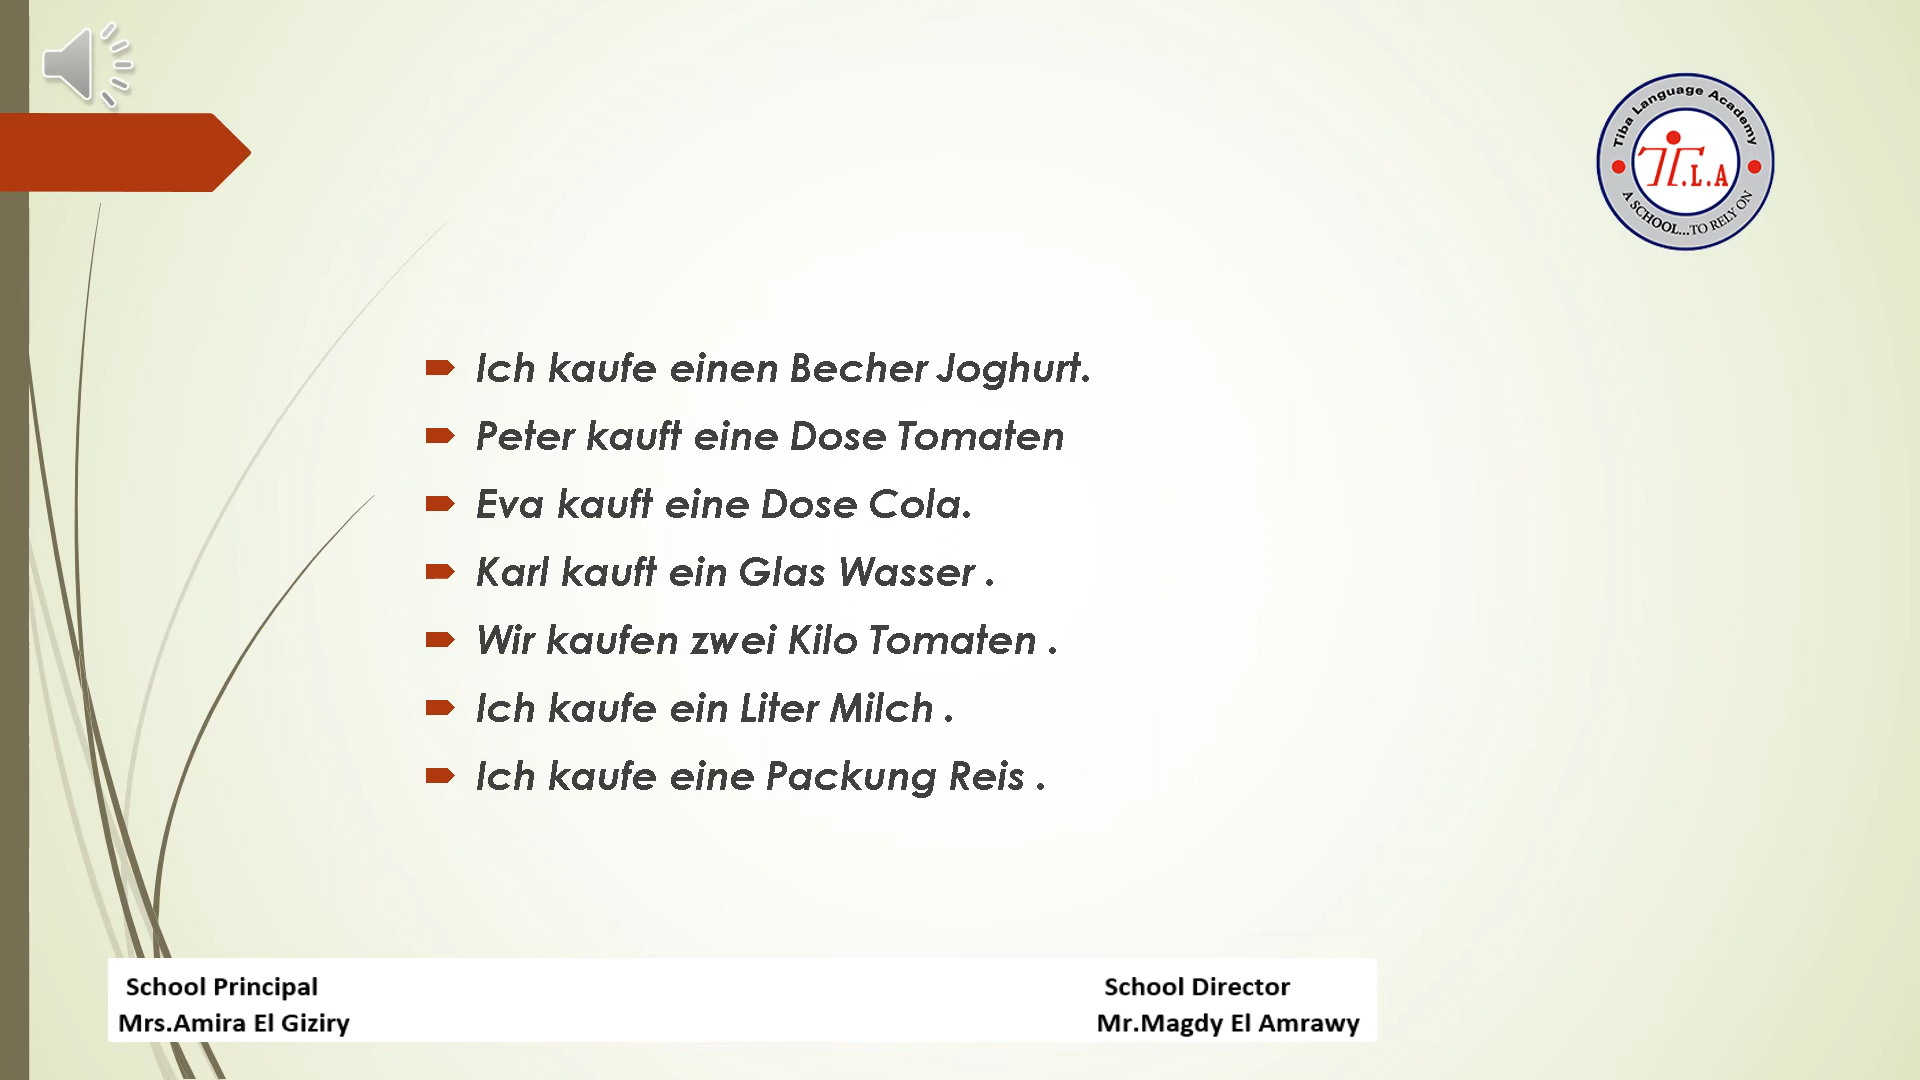 Tiba Language Academy
T.L.A
A SCHOOL...TO RELY ON
Ich kaufe einen Becher Joghurt.
Peter kauft eine Dose Tomaten
Eva kauft eine Dose Cola.
Karl kauft ein Glas Wasser .
Wir kaufen zwei Kilo Tomaten .
Ich kaufe ein Liter Milch .
Ich kaufe eine Packung Reis .
School Principal
Mrs.Amira El Giziry
School Director
Mr.Magdy El Amrawy